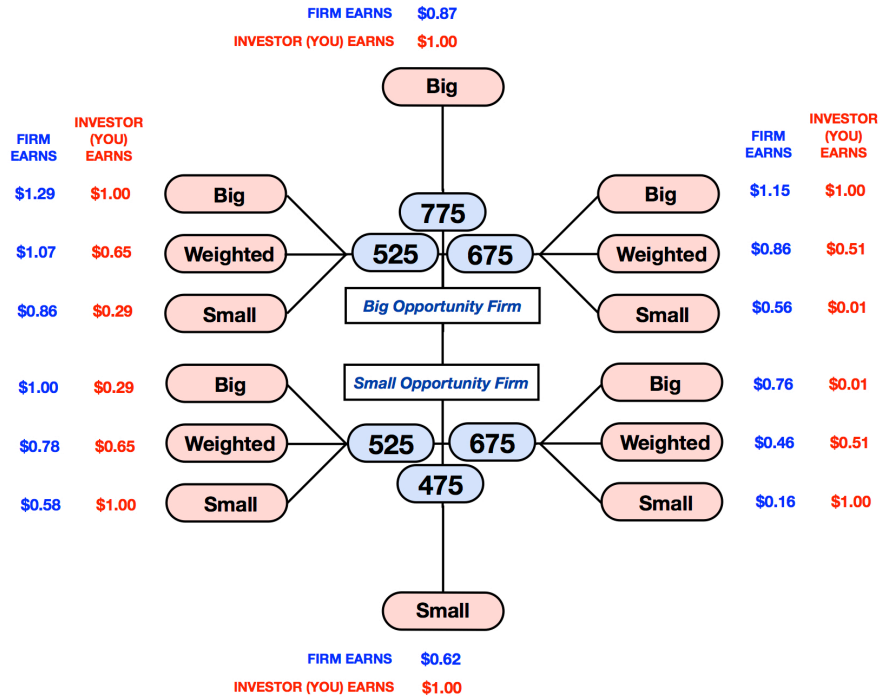 FIRM EARNS $0.87
INVESTOR (YOU) EARNS $1.00
Big
FIRM EARNS
INVESTOR (YOU) EARNS
FIRM EARNS
INVESTOR (YOU) EARNS
$1.29 $1.00 Big
775
Big $1.15 $1.00
$1.07 $0.65 Weighted 525
675 Weighted $0.86 $0.51
$0.86 $0.29 Small
Big Opportunity Firm
Small $0.56 $0.01
Small Opportunity Firm
$1.00 $0.29 Big
Big $0.76 $0.01
$0.78 $0.65 Weighted 525
675 Weighted $0.46 $0.51
475
$0.58 $1.00 Small
Small $0.16 $1.00
Small
FIRM EARNS $0.62
INVESTOR (YOU) EARNS $1.00